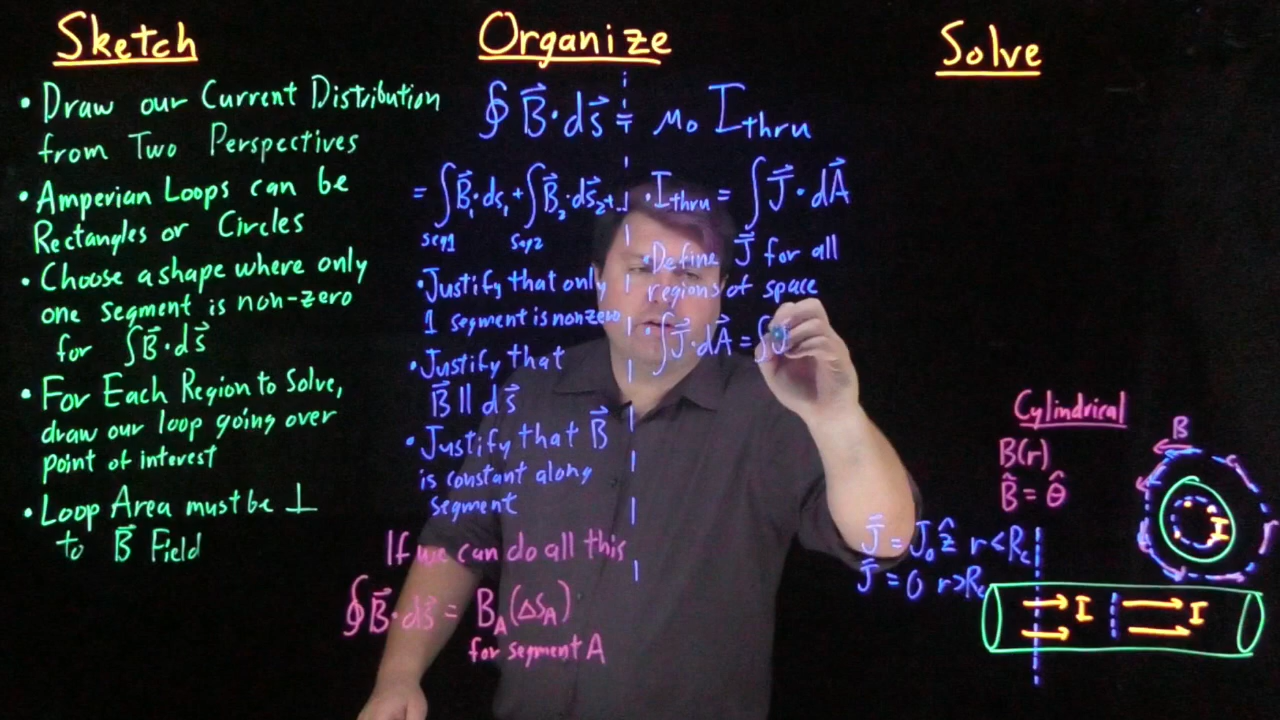 Sketch
• Draw our Current Distribution
from Two Perspectives
• Amperian Loops can be
Rectangles or Circles
• Choose a shape where only
one segment is non-zero
for ∫B⃗·ds⃗
• For Each Region to Solve,
draw our loop going over
point of interest
• Loop Area must be ⊥
to B⃗ Field
Organize
∮B⃗·ds⃗ = μ₀ I_thru
= ∫B⃗₁·ds₁ + ∫B⃗₂·ds⃗₂+..
seg1 seg2
• Justify that only
1 segment is nonzero
• Justify that
B⃗ || ds⃗
• Justify that B⃗
is constant along
segment
If we can do all this
∮B⃗·ds⃗ = B_A(ΔS_A)
for segment A
• I_thru = ∫J⃗·dA⃗
• Define J⃗ for all
regions of space
• ∫J⃗·dA⃗ = ∫J
Solve
Cylindrical
B(r)
B̂ = θ̂
J⃗ = J₀ẑ r<R_c
J⃗ = 0 r>R_c
B
I
I I